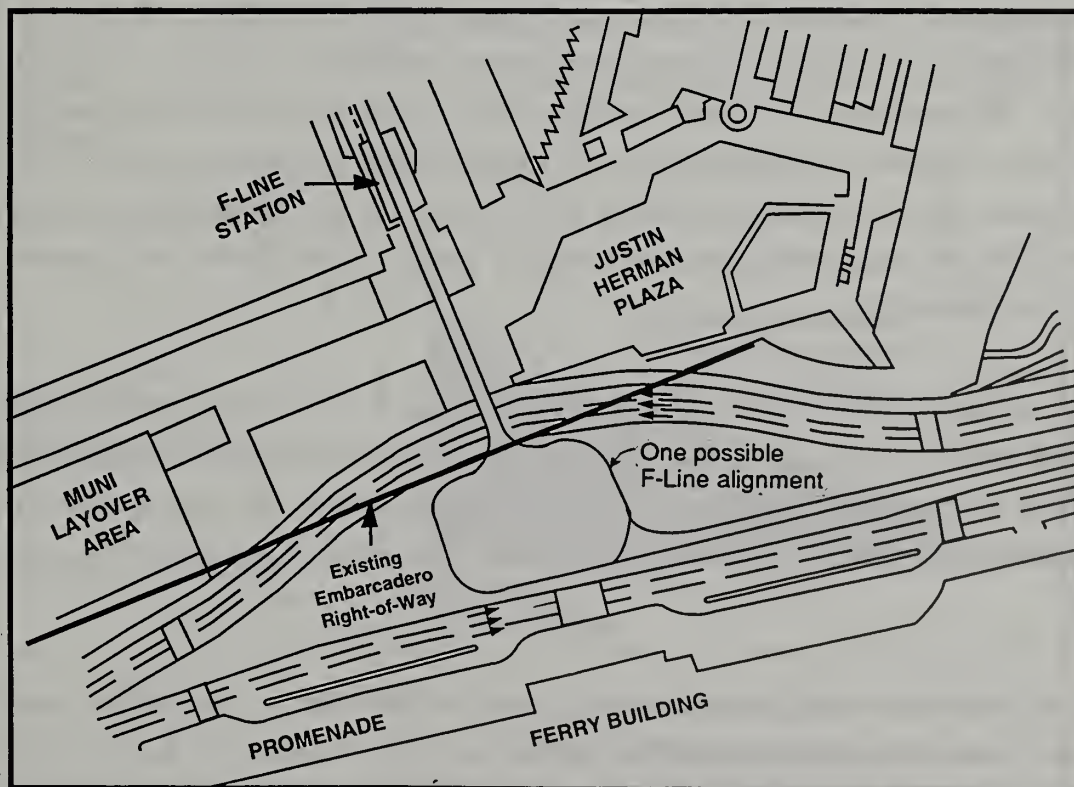 F-LINE
STATION
JUSTIN
HERMAN
PLAZA
One possible
F-Line alignment
MUNI
LAYOVER
AREA
Existing
Embarcadero
Right-of-Way
PROMENADE
FERRY BUILDING